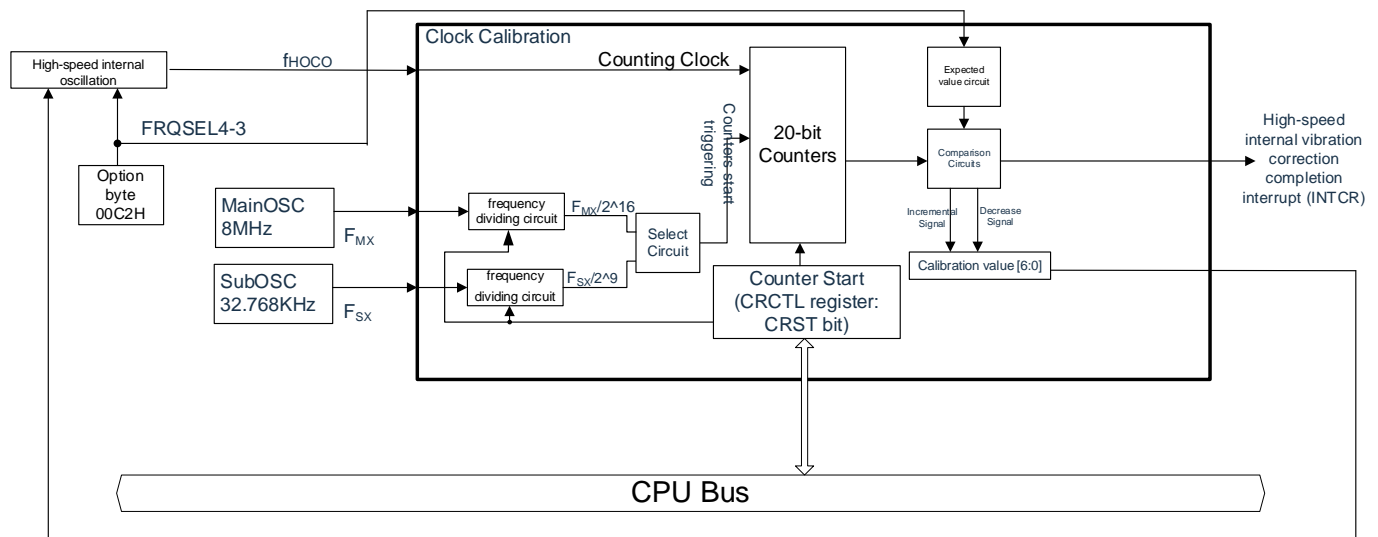 Clock Calibration
High-speed internal
oscillation
fHOCO
Counting Clock
Expected
value circuit
FRQSEL4-3
Counters start
triggering
20-bit
Counters
Comparison
Circuits
High-speed
internal vibration
correction
completion
interrupt (INTCR)
Option
byte
00C2H
MainOSC
8MHz
FMX
frequency
dividing circuit
FMX/2^16
Select
Circuit
Incremental
Signal
Decrease
Signal
SubOSC
32.768KHz
FSX
frequency
dividing circuit
FSX/2^9
Counter Start
(CRCTL register:
CRST bit)
Calibration value [6:0]
CPU Bus